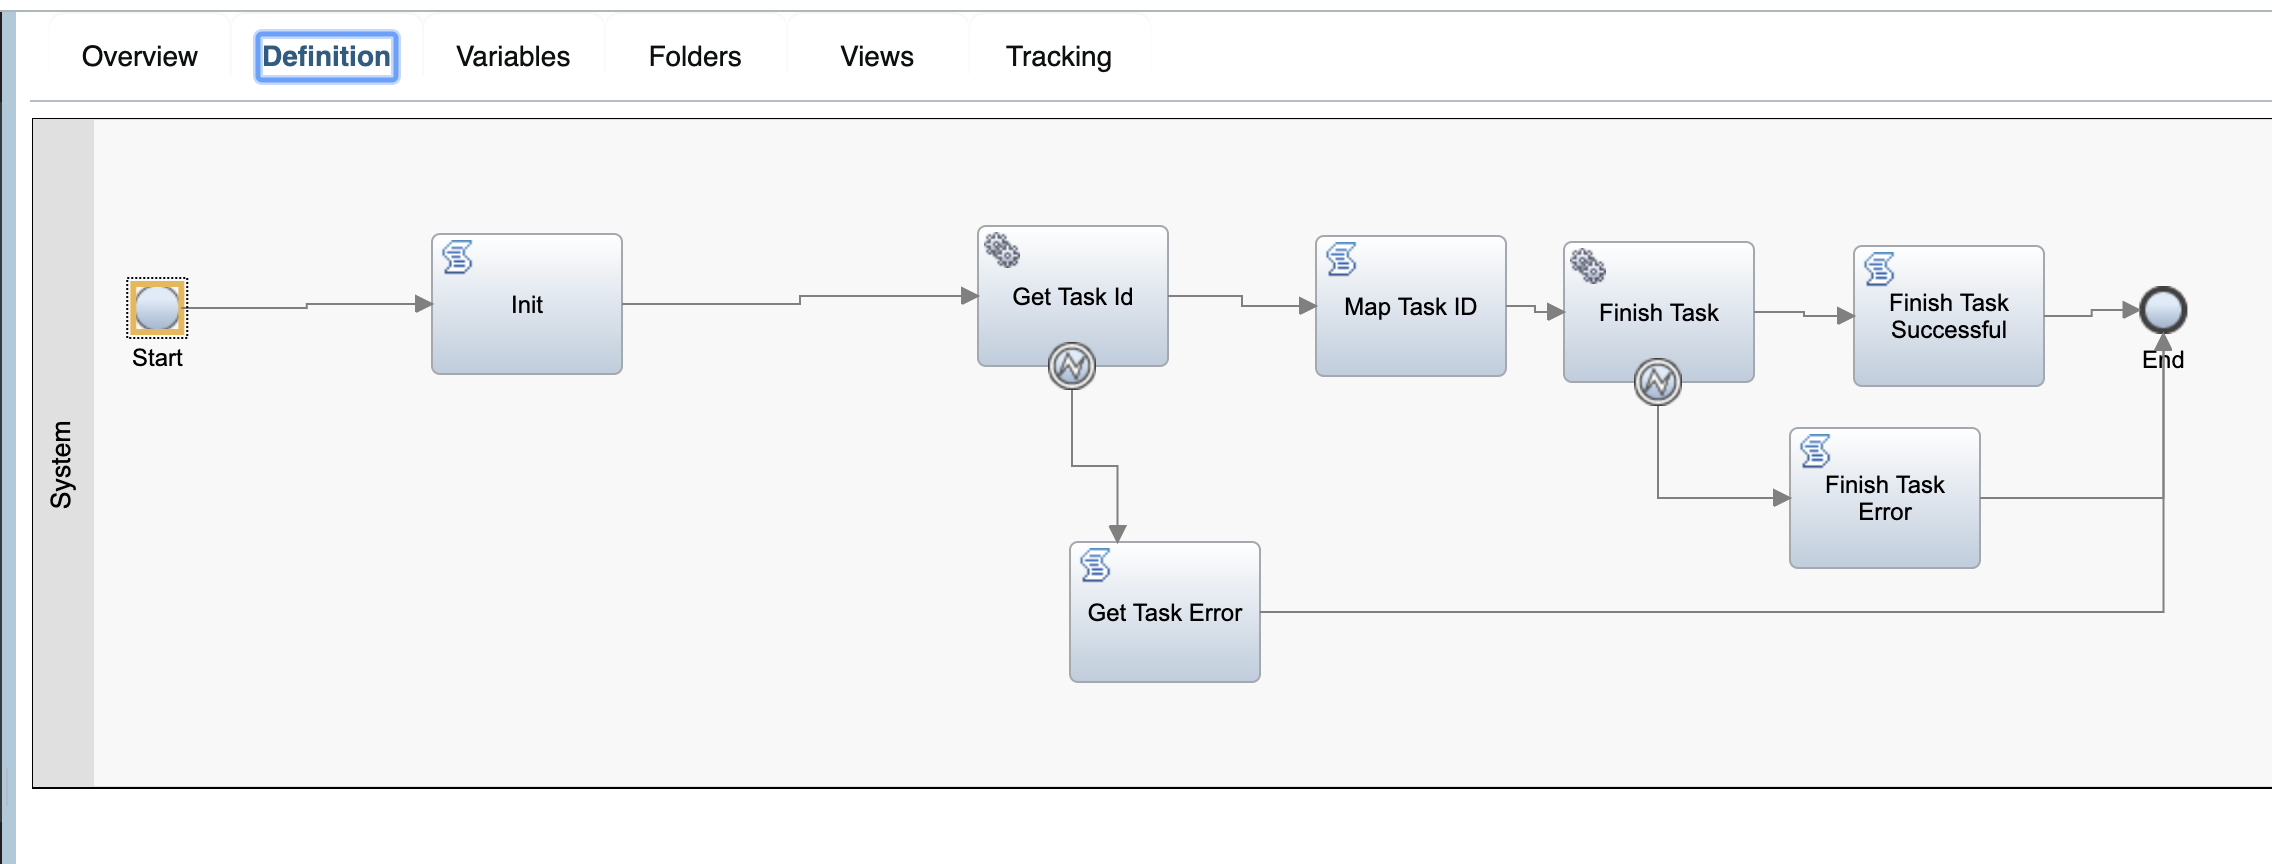 Overview
Definition
Variables
Folders
Views
Tracking
System
Start
Init
Get Task Id
Map Task ID
Finish Task
Finish Task
Successful
End
Finish Task
Error
Get Task Error